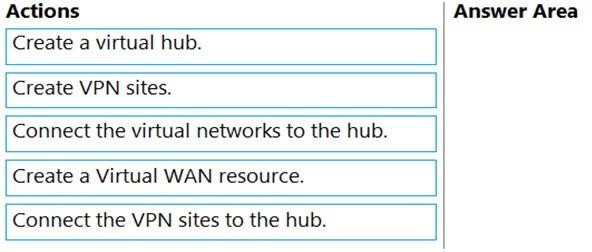 Actions
Answer Area
Create a virtual hub.
Create VPN sites.
Connect the virtual networks to the hub.
Create a Virtual WAN resource.
Connect the VPN sites to the hub.